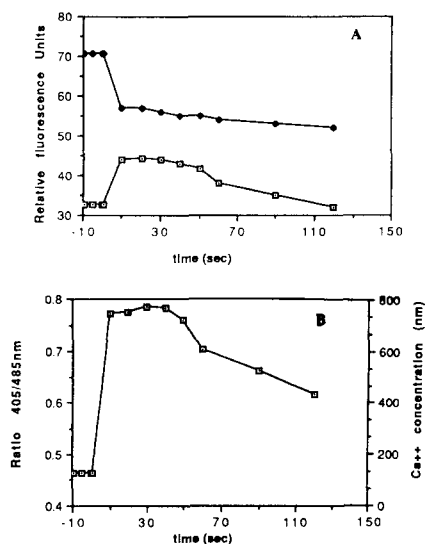 A
80
70
60
50
40
30
Relative fluorescence Units
-10 30 70 110 150
time (sec)
B
0.8
0.7
0.6
0.5
0.4
Ratio 405/485nm
800
600
400
200
0
Ca++ concentration (nm)
-10 30 70 110 150
time (sec)